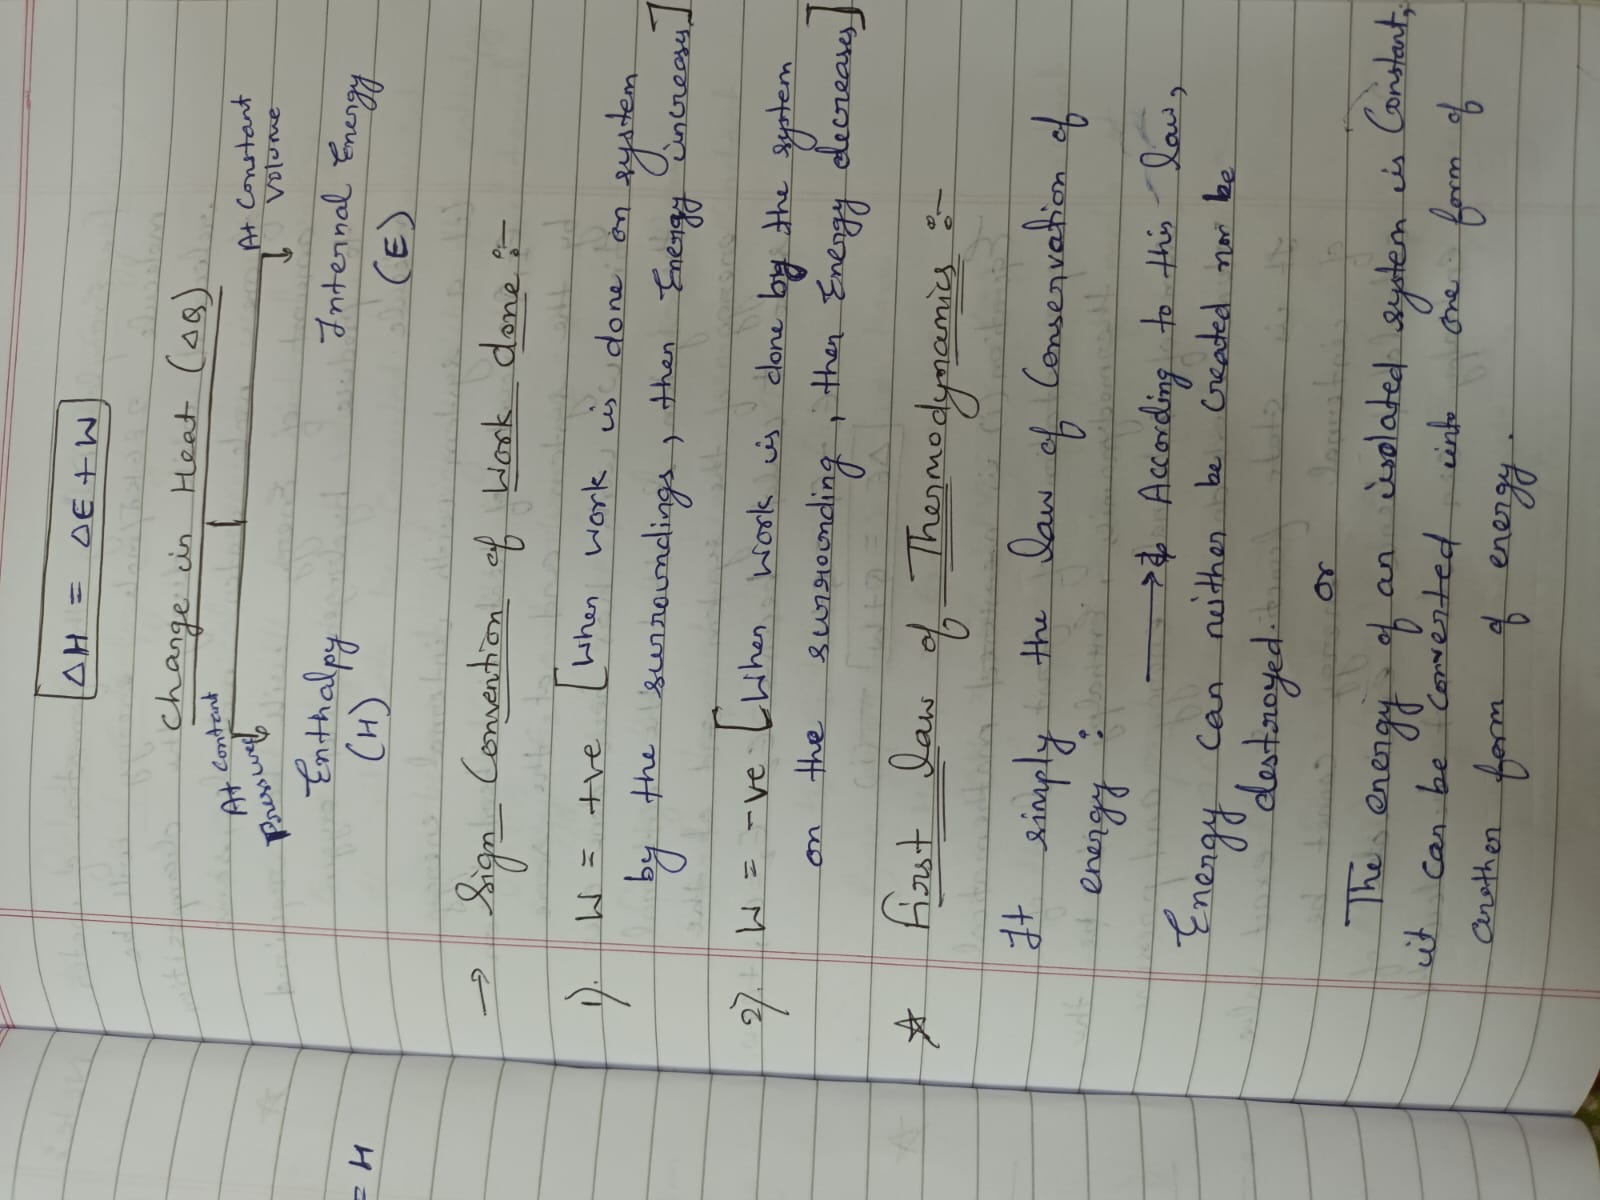 ΔH = ΔE + W
Change in Heat (ΔQ)
At Constant
volume
At contant
Pressure
Enthalpy
(H)
Internal Energy
(E)
→ Sign Convention of Work done :-
1). W = +ve [When work is done on system
by the surroundings, then Energy increases]
2). W = -ve [When work is done by the system
on the surrounding, then Energy decreases]
☆ First law of Thermodynamics :-
It simply the law of Conservation of
energy :
→ According to this law,
Energy can neither be created nor be
destroyed.
or
The energy of an isolated system is Constant,
it can be converted into one form of
another form of energy.
= H